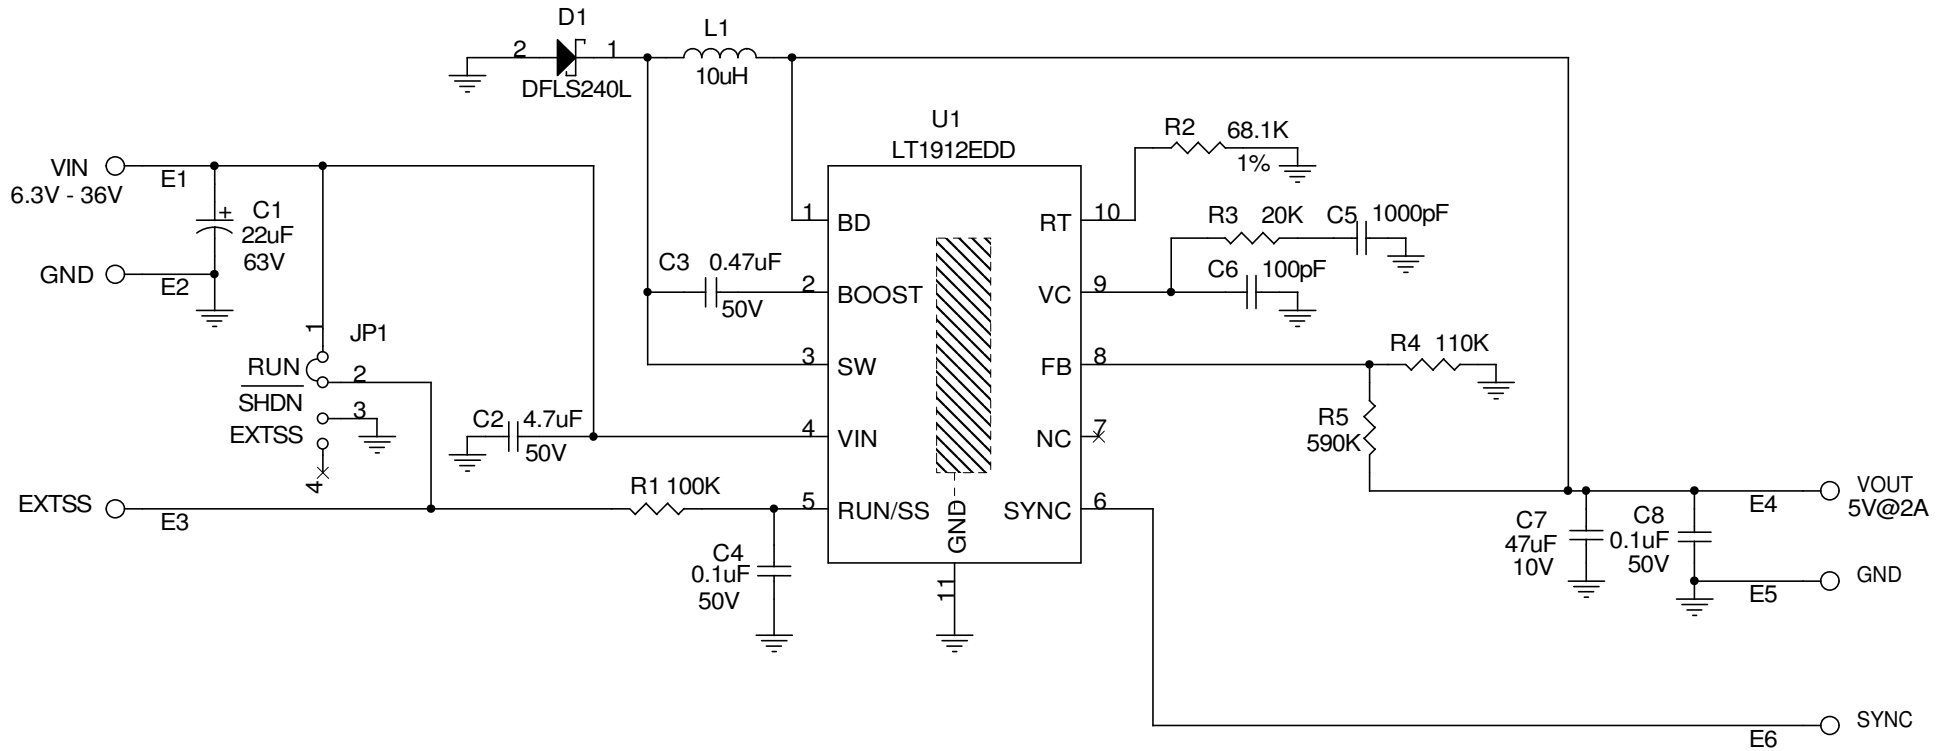 D1
2
1
DFLS240L
L1
10uH
U1
LT1912EDD
VIN
6.3V - 36V
E1
+
C1
22uF
63V
GND
E2
1
JP1
RUN
2
SHDN
3
EXTSS
4
EXTSS
E3
C2
4.7uF
50V
R1 100K
C4
0.1uF
50V
C3
0.47uF
50V
1
BD
2
BOOST
3
SW
4
VIN
5
RUN/SS
GND
11
RT
10
VC
9
FB
8
NC
7
SYNC
6
R2
68.1K
1%
R3
20K
C5
1000pF
C6
100pF
R4
110K
R5
590K
C7
47uF
10V
C8
0.1uF
50V
E4
VOUT
5V@2A
E5
GND
E6
SYNC